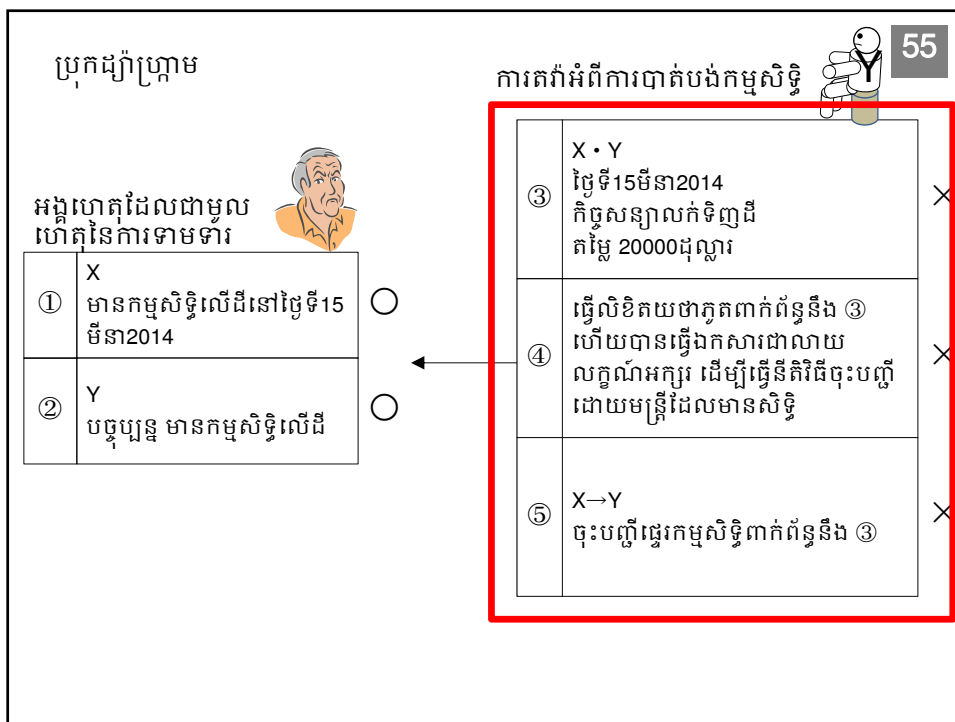 ប្រុកដ្យ៉ាហ្ក្រាម
55
ការតវ៉ាអំពីការបាត់បង់កម្មសិទ្ធិ
អង្គហេតុដែលជាមូល
ហេតុនៃការទាមទារ
①
X
មានកម្មសិទ្ធិលើដីនៅថ្ងៃទី15
មីនា2014
○
②
Y
បច្ចុប្បន្ន មានកម្មសិទ្ធិលើដី
○
③
X・Y
ថ្ងៃទី15មីនា2014
កិច្ចសន្យាលក់ទិញដី
តម្លៃ 20000ដុល្លារ
×
④
ធ្វើលិខិតយថាភូតពាក់ព័ន្ធនឹង ③
ហើយបានធ្វើឯកសារជាលាយ
លក្ខណ៍អក្សរ ដើម្បីធ្វើនីតិវិធីចុះបញ្ជី
ដោយមន្ត្រីដែលមានសិទ្ធិ
×
⑤
X→Y
ចុះបញ្ជីផ្ទេរកម្មសិទ្ធិពាក់ព័ន្ធនឹង ③
×